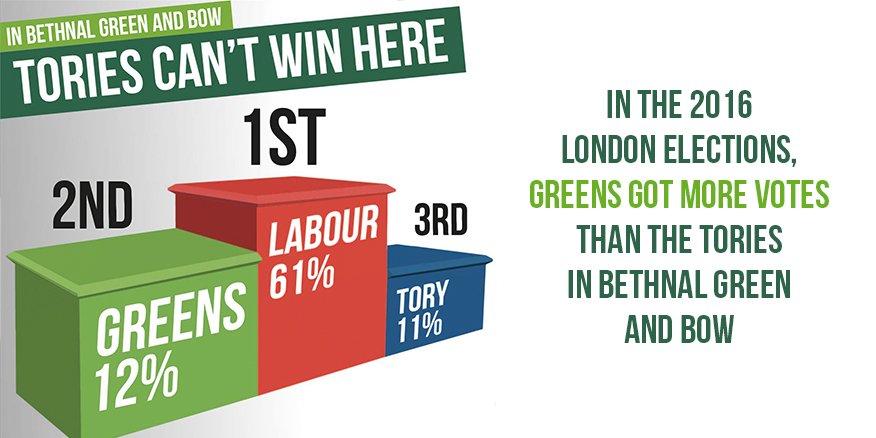 IN BETHNAL GREEN AND BOW
TORIES CAN'T WIN HERE
1ST
2ND
3RD
LABOUR
61%
GREENS
12%
TORY
11%
IN THE 2016
LONDON ELECTIONS,
GREENS GOT MORE VOTES
THAN THE TORIES
IN BETHNAL GREEN
AND BOW